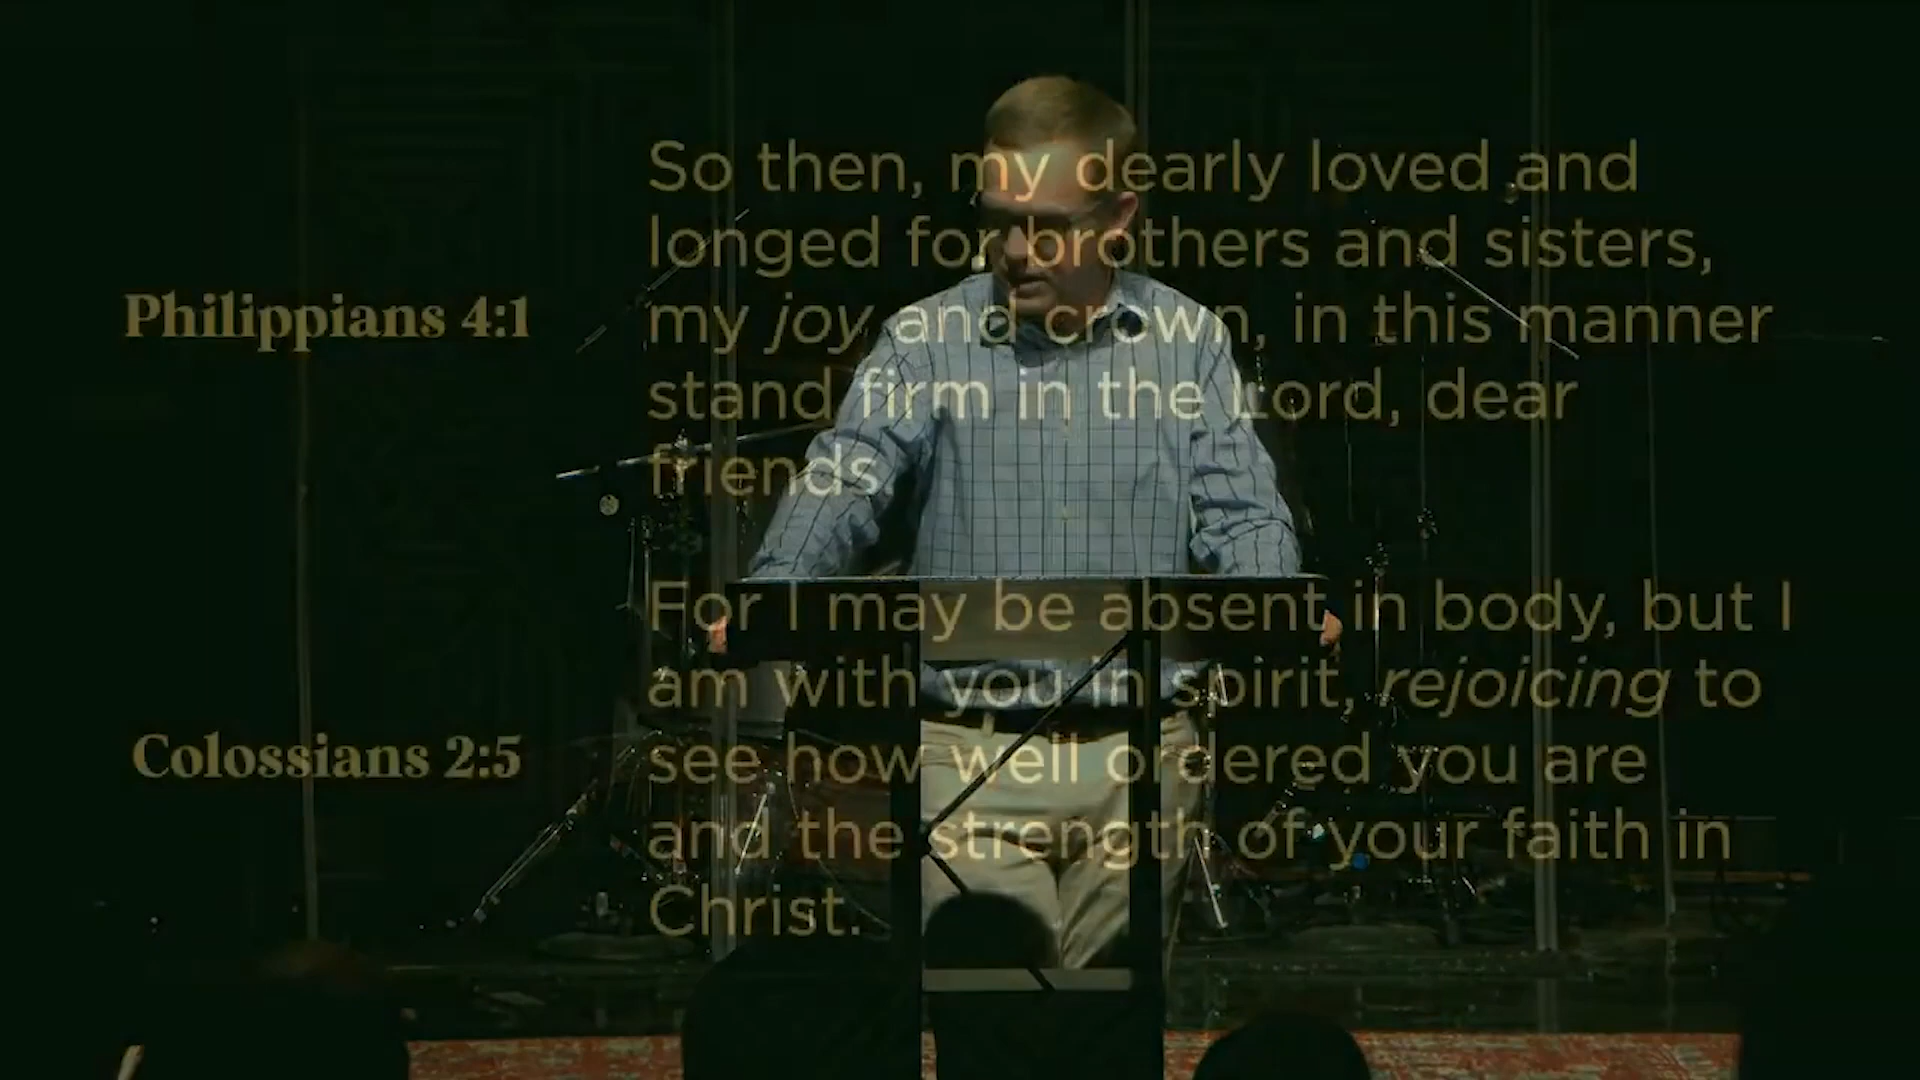 Philippians 4:1
So then, my dearly loved and
longed for brothers and sisters,
my joy and crown, in this manner
stand firm in the Lord, dear
friends.
Colossians 2:5
For I may be absent in body, but I
am with you in spirit, rejoicing to
see how well ordered you are
and the strength of your faith in
Christ.